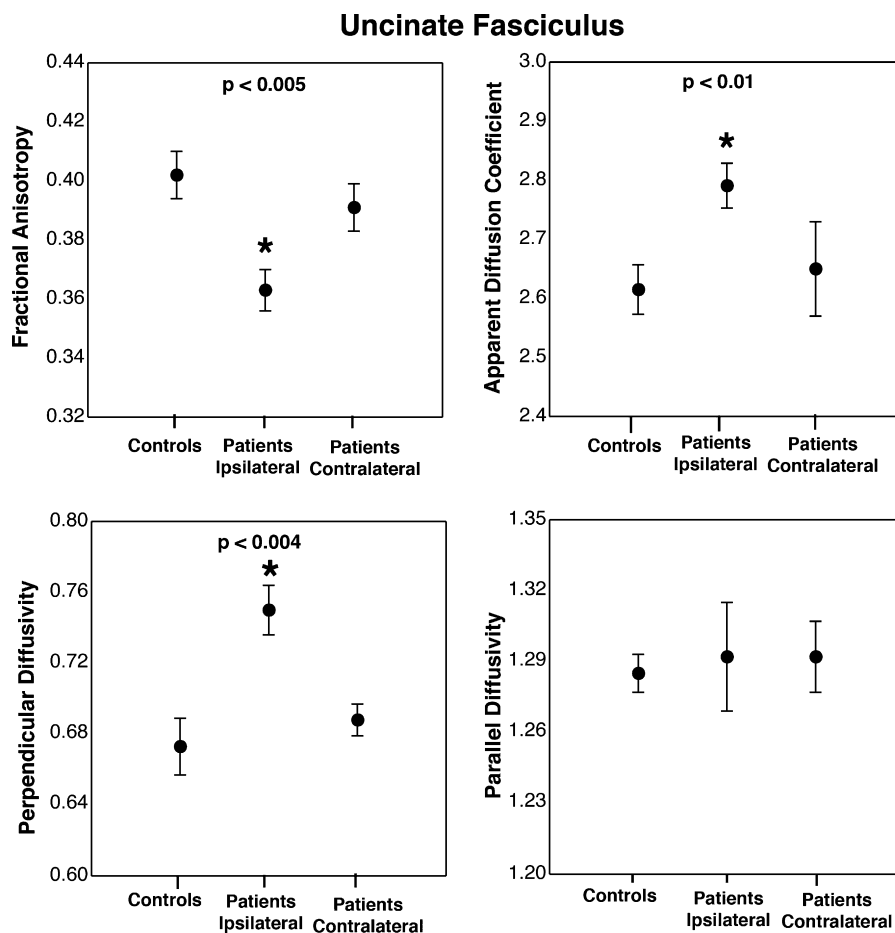 Uncinate Fasciculus
Fractional Anisotropy
0.44
0.42
0.40
0.38
0.36
0.34
0.32
p < 0.005
*
Controls
Patients
Ipsilateral
Patients
Contralateral
Apparent Diffusion Coefficient
3.0
2.9
2.8
2.7
2.6
2.5
2.4
p < 0.01
*
Controls
Patients
Ipsilateral
Patients
Contralateral
Perpendicular Diffusivity
0.80
0.76
0.72
0.68
0.64
0.60
p < 0.004
*
Controls
Patients
Ipsilateral
Patients
Contralateral
Parallel Diffusivity
1.35
1.32
1.29
1.26
1.23
1.20
Controls
Patients
Ipsilateral
Patients
Contralateral